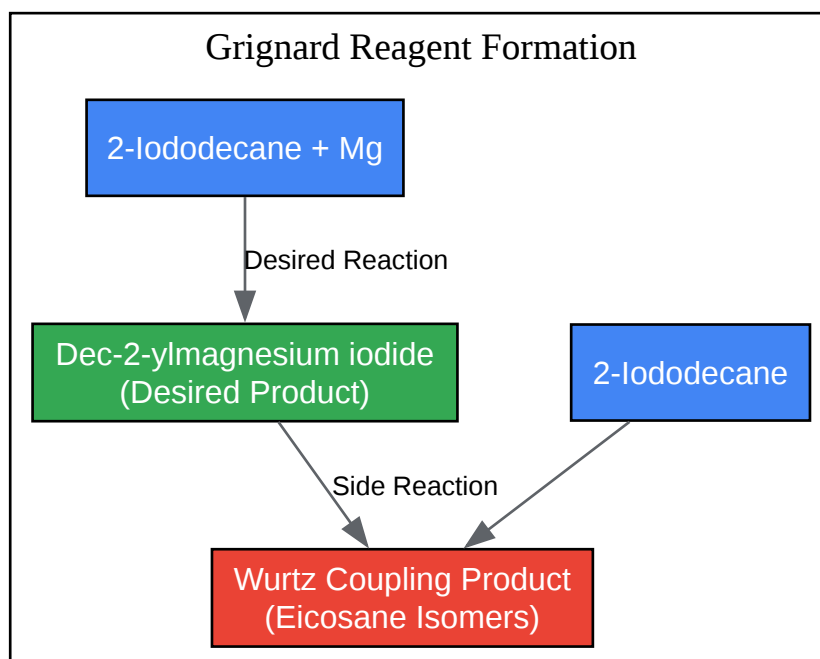 Grignard Reagent Formation
2-Iododecane + Mg
Desired Reaction
Dec-2-ylmagnesium iodide
(Desired Product)
2-Iododecane
Side Reaction
Wurtz Coupling Product
(Eicosane Isomers)